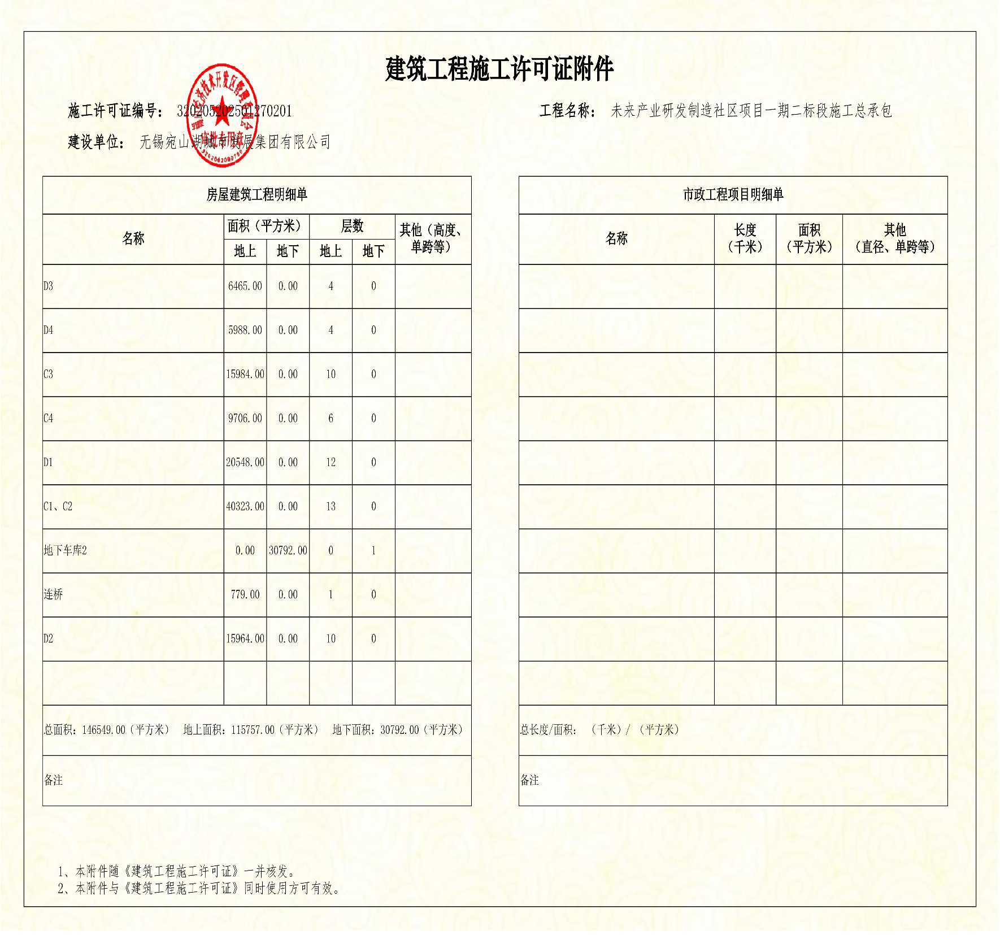 建筑工程施工许可证附件
施工许可证编号： 320205202501270201
工程名称： 未来产业研发制造社区项目一期二标段施工总承包
建设单位： 无锡宛山湖城市发展集团有限公司
审批专用章
房屋建筑工程明细单
名称 面积（平方米） 层数 其他（高度、单跨等）
地上 地下 地上 地下
D3 6465.00 0.00 4 0
D4 5988.00 0.00 4 0
C3 15984.00 0.00 10 0
C4 9706.00 0.00 6 0
D1 20548.00 0.00 12 0
C1、C2 40323.00 0.00 13 0
地下车库2 0.00 30792.00 0 1
连桥 779.00 0.00 1 0
D2 15964.00 0.00 10 0
总面积：146549.00（平方米） 地上面积：115757.00（平方米） 地下面积：30792.00（平方米）
备注
市政工程项目明细单
名称 长度（千米） 面积（平方米） 其他（直径、单跨等）
总长度/面积： （千米）/ （平方米）
备注
1、本附件随《建筑工程施工许可证》一并核发。
2、本附件与《建筑工程施工许可证》同时使用方可有效。